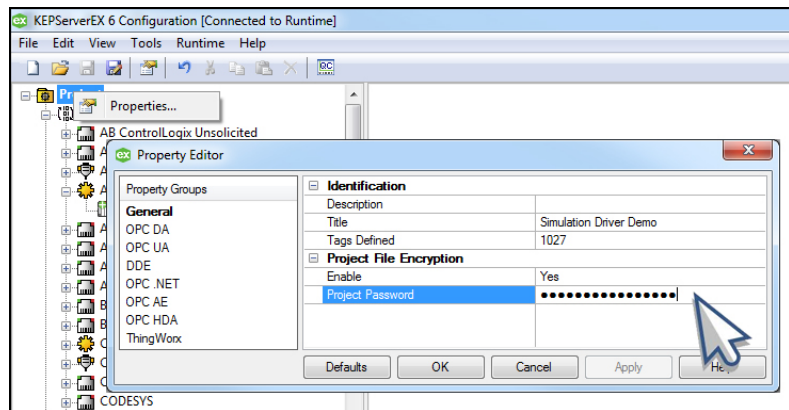 KEPServerEX 6 Configuration [Connected to Runtime]
File Edit View Tools Runtime Help
Project
Properties...
AB ControlLogix Unsolicited
Property Editor
Property Groups
General
OPC DA
OPC UA
DDE
OPC .NET
OPC AE
OPC HDA
ThingWorx
Identification
Description
Title Simulation Driver Demo
Tags Defined 1027
Project File Encryption
Enable Yes
Project Password ●●●●●●●●●●●●●●●●
Defaults OK Cancel Apply
CODESYS